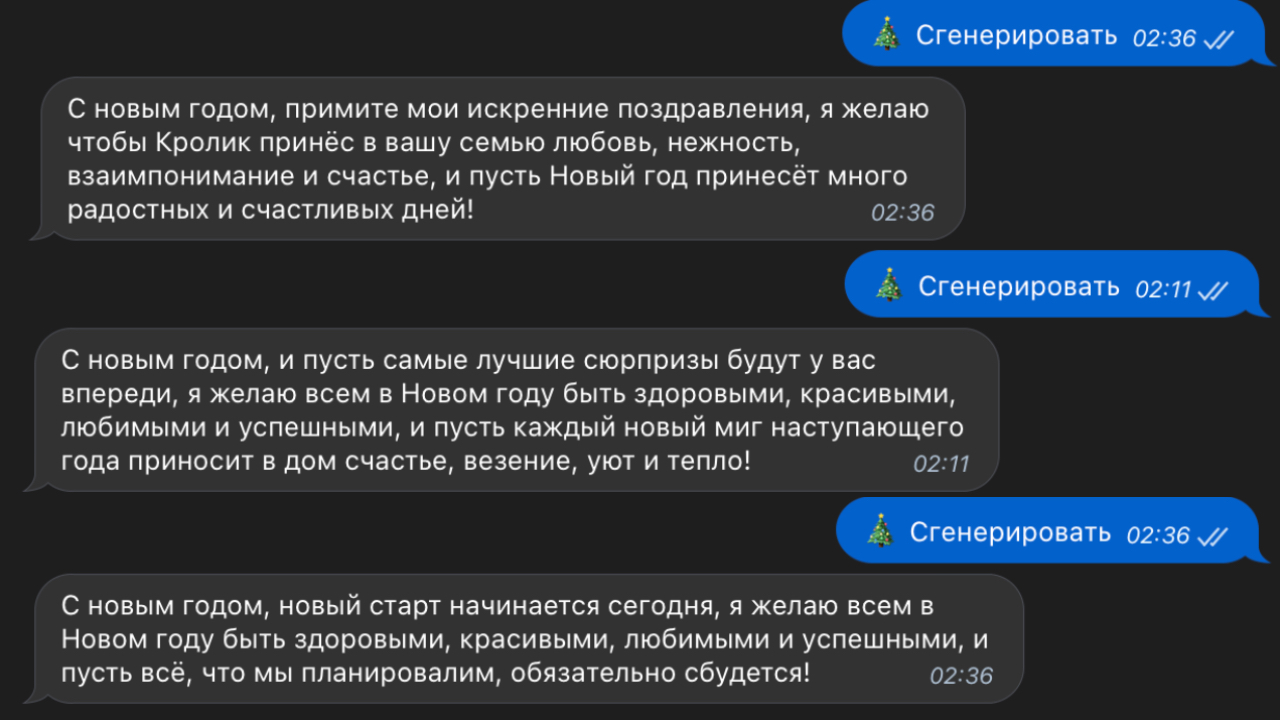 🎄 Сгенерировать 02:36
С новым годом, примите мои искренние поздравления, я желаю
чтобы Кролик принёс в вашу семью любовь, нежность,
взаимпонимание и счастье, и пусть Новый год принесёт много
радостных и счастливых дней! 02:36
🎄 Сгенерировать 02:11
С новым годом, и пусть самые лучшие сюрпризы будут у вас
впереди, я желаю всем в Новом году быть здоровыми, красивыми,
любимыми и успешными, и пусть каждый новый миг наступающего
года приносит в дом счастье, везение, уют и тепло! 02:11
🎄 Сгенерировать 02:36
С новым годом, новый старт начинается сегодня, я желаю всем в
Новом году быть здоровыми, красивыми, любимыми и успешными, и
пусть всё, что мы планировалим, обязательно сбудется! 02:36